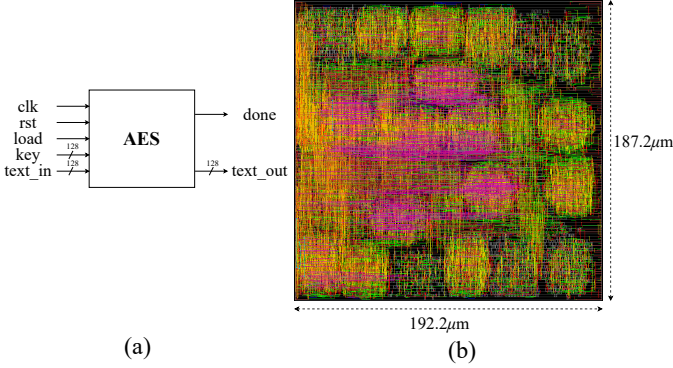 clk
rst
load
key
128
text_in
128
AES
done
128
text_out
187.2μm
192.2μm
(a)
(b)